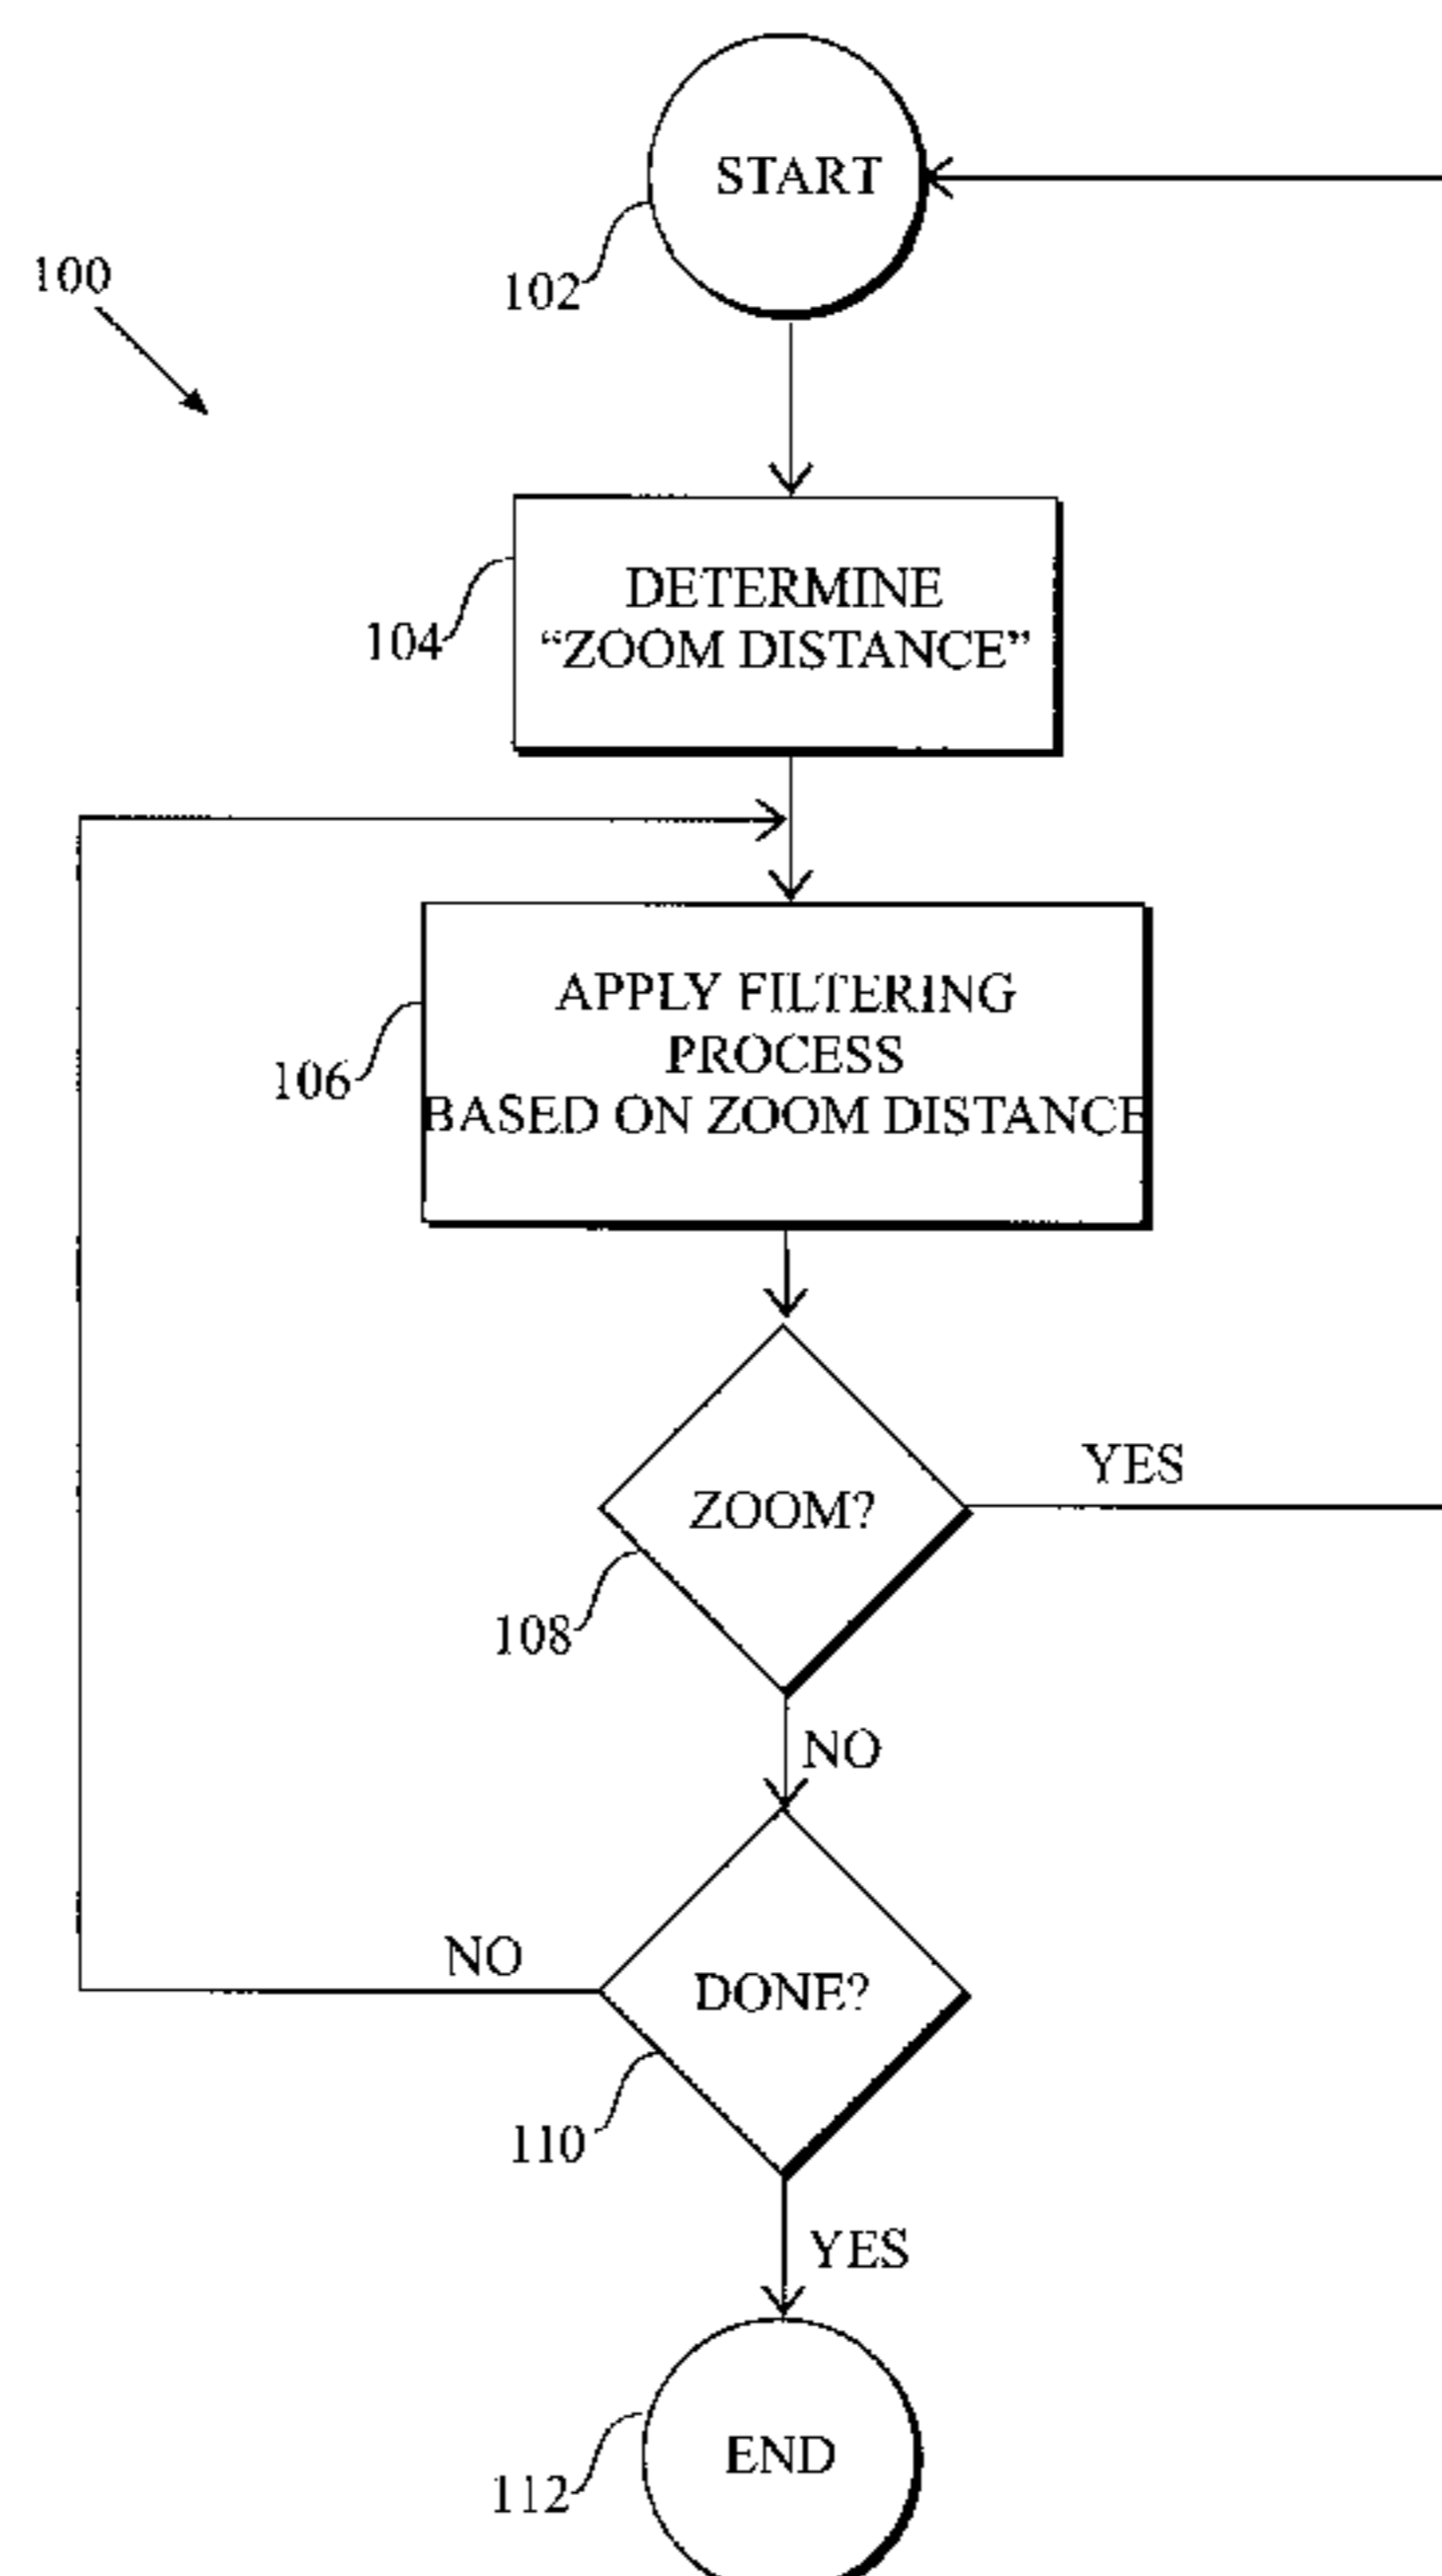 START
102
100
DETERMINE
“ZOOM DISTANCE”
104
APPLY FILTERING
PROCESS
BASED ON ZOOM DISTANCE
106
YES
ZOOM?
108
NO
NO
DONE?
110
YES
END
112